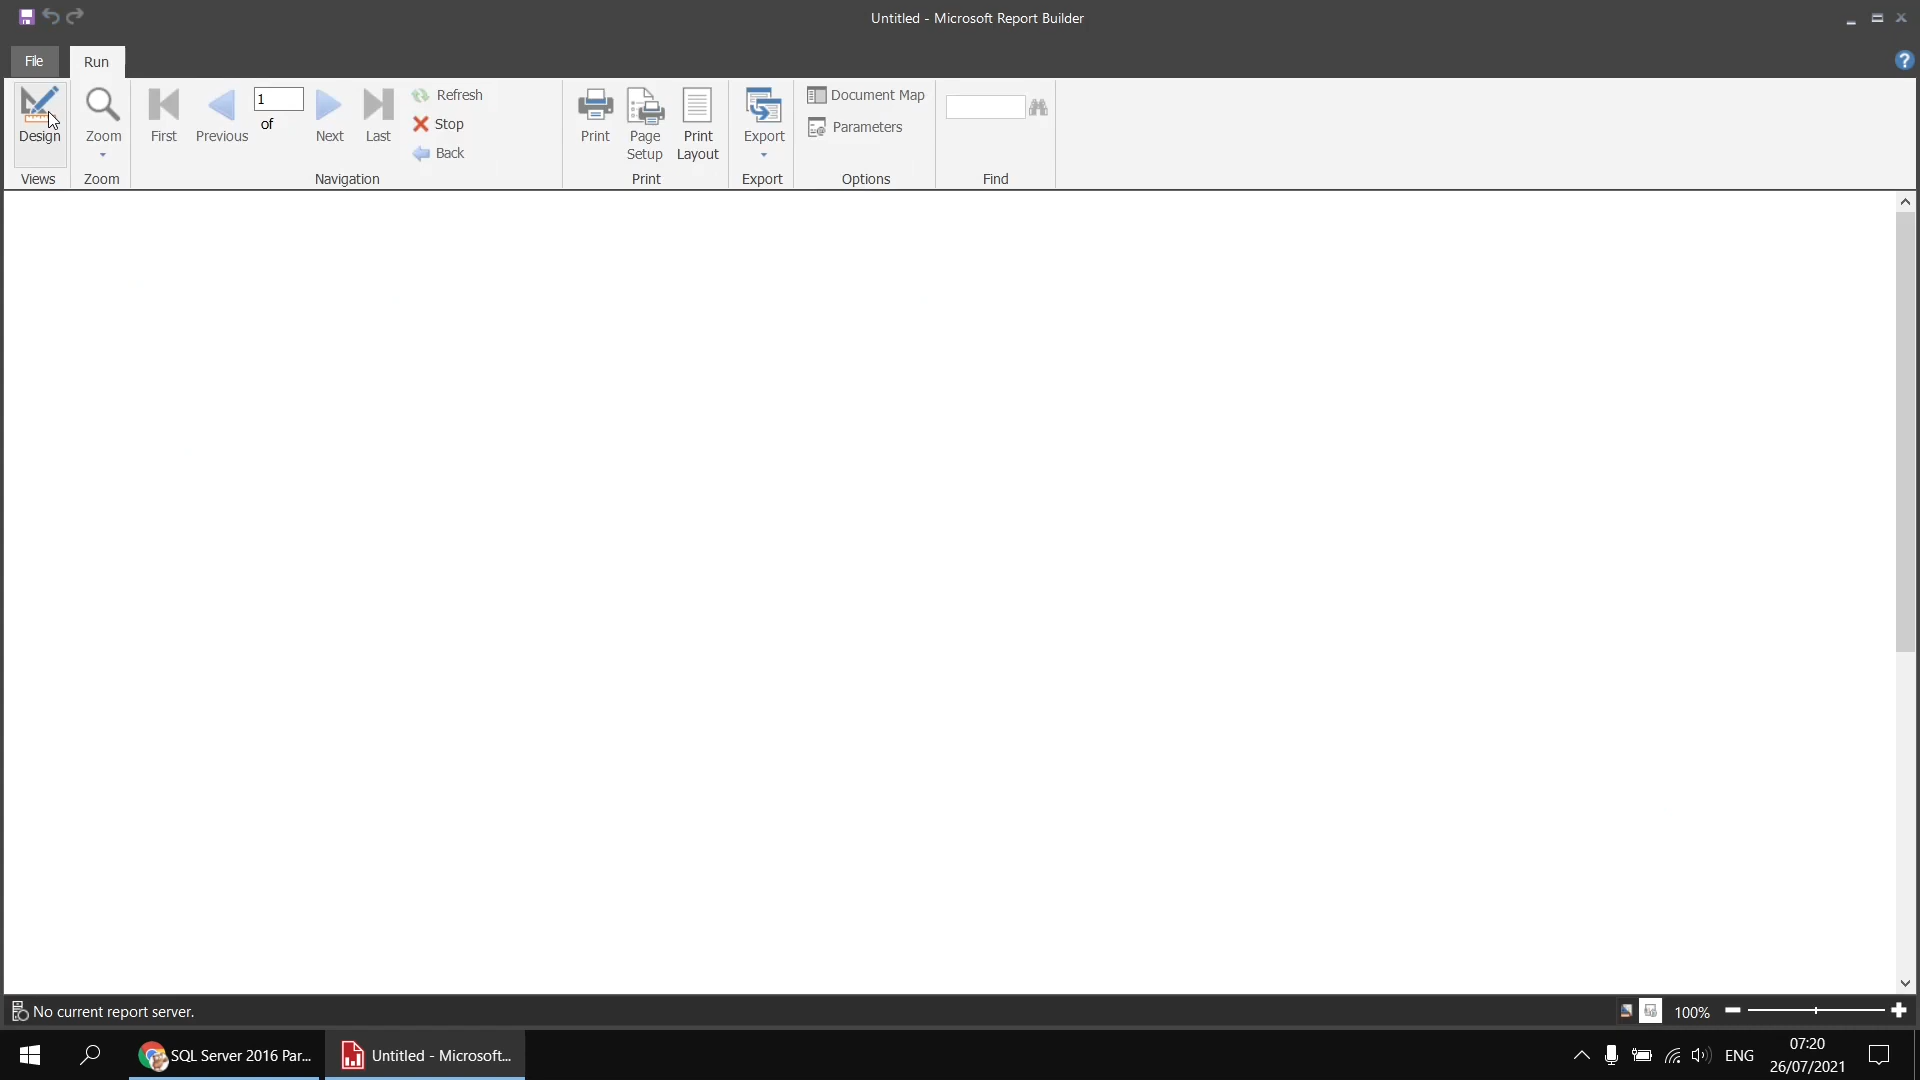 Untitled - Microsoft Report Builder
File
Run
Design
Zoom
First
Previous
1
of
Next
Last
Refresh
Stop
Back
Print
Page
Setup
Print
Layout
Export
Document Map
Parameters
Views
Zoom
Navigation
Print
Export
Options
Find
No current report server.
100%
SQL Server 2016 Par...
Untitled - Microsoft...
ENG
07:20
26/07/2021